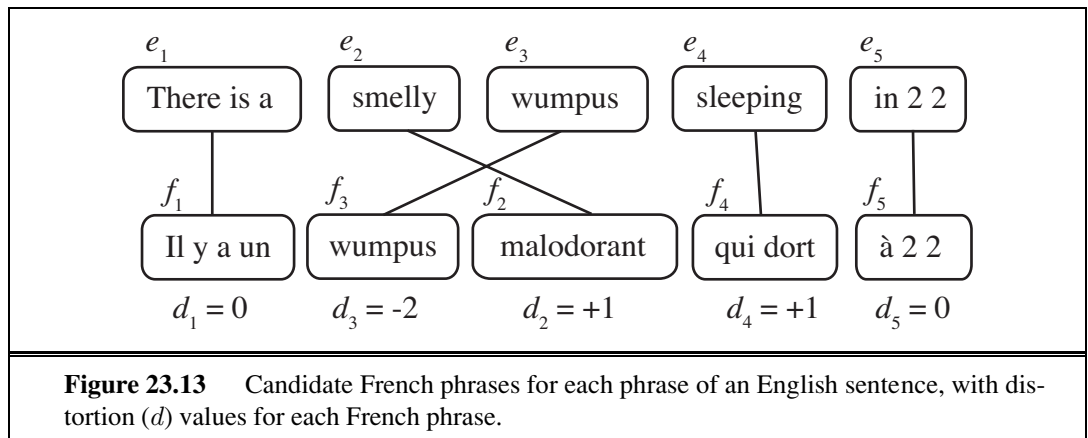 e₁ e₂ e₃ e₄ e₅
There is a smelly wumpus sleeping in 2 2
f₁ f₃ f₂ f₄ f₅
Il y a un wumpus malodorant qui dort à 2 2
d₁ = 0 d₃ = -2 d₂ = +1 d₄ = +1 d₅ = 0
Figure 23.13 Candidate French phrases for each phrase of an English sentence, with dis-
tortion (d) values for each French phrase.